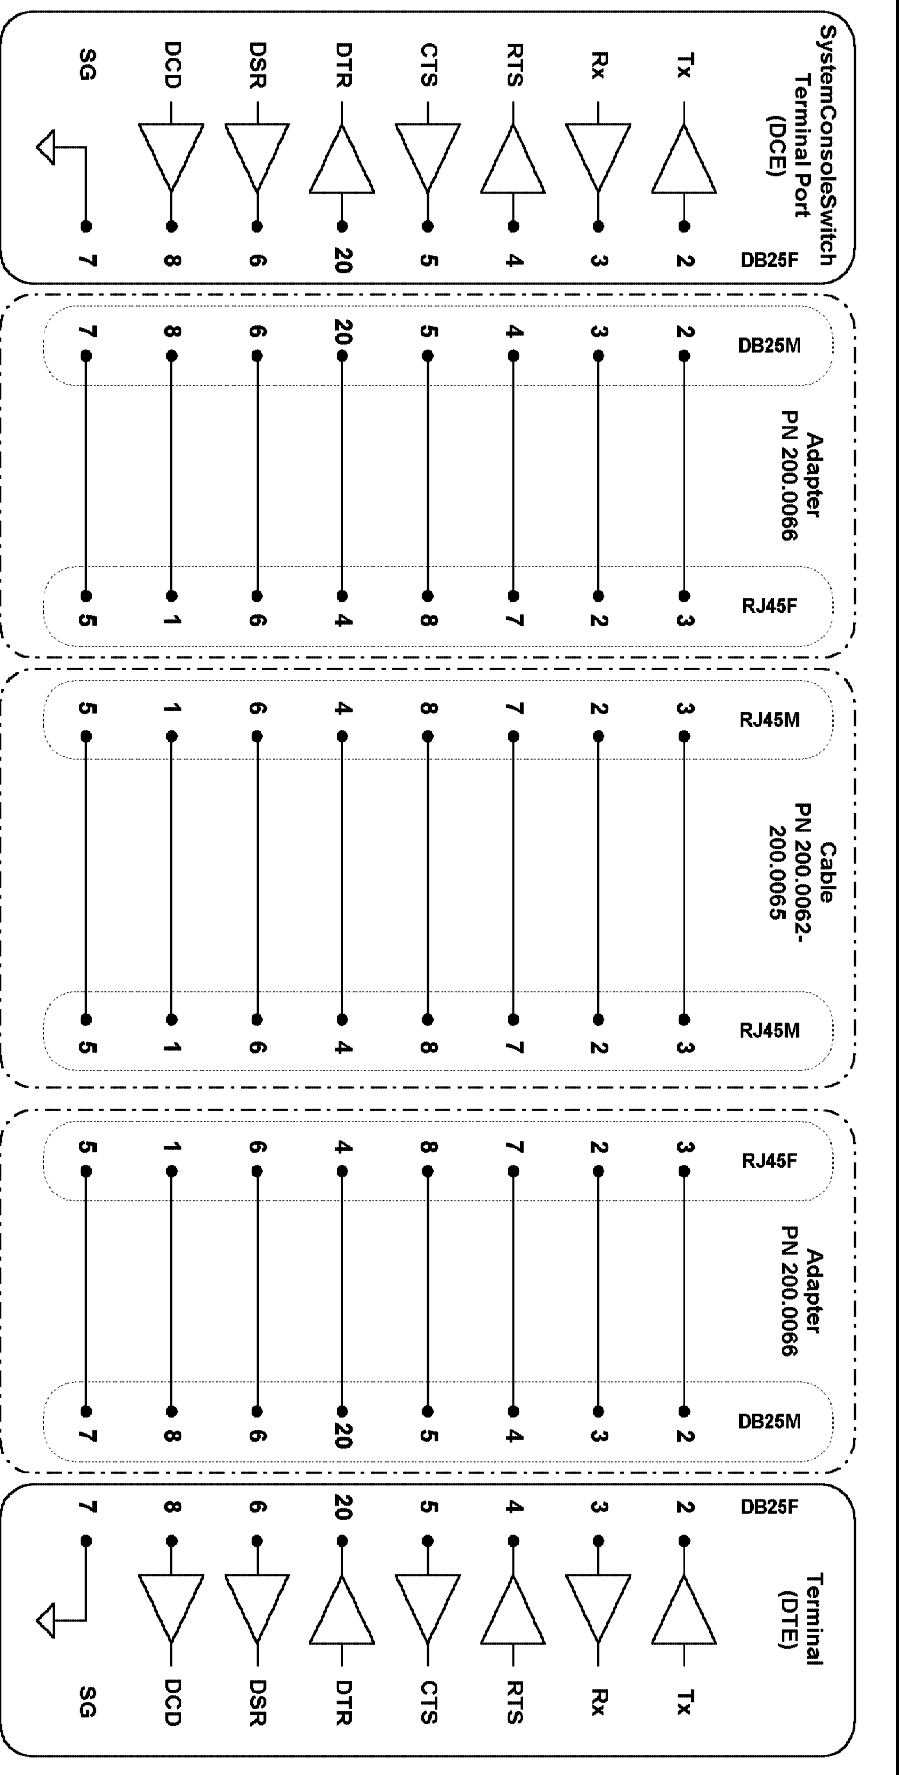 SystemConsoleSwitch
Terminal Port
(DCE)
DB25F
Tx 2
Rx 3
RTS 4
CTS 5
DTR 20
DSR 6
DCD 8
SG 7
Adapter
PN 200.0066
DB25M RJ45F
2 3
3 2
4 7
5 8
20 4
6 6
8 1
7 5
Cable
PN 200.0062-
200.0065
RJ45M RJ45M
3 3
2 2
7 7
8 8
4 4
6 6
1 1
5 5
Adapter
PN 200.0066
RJ45F DB25M
3 2
2 3
7 4
8 5
4 20
6 6
1 8
5 7
Terminal
(DTE)
DB25F
2 Tx
3 Rx
4 RTS
5 CTS
20 DTR
6 DSR
8 DCD
7 SG